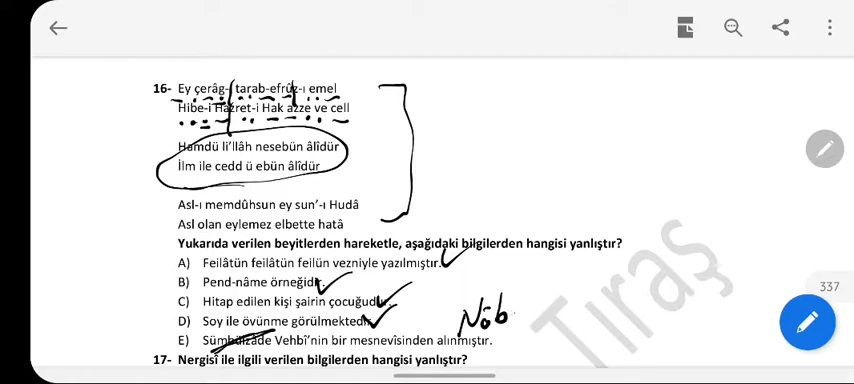 16- Ey çerâg-ı tarab-efrûz-ı emel
Hibe-i Hazret-i Hak azze ve cell
Hamdü li'llâh nesebün âlîdür
İlm ile cedd ü ebün âlîdür
Asl-ı memdûhsun ey sun'-ı Hudâ
Asl olan eylemez elbette hatâ
Yukarıda verilen beyitlerden hareketle, aşağıdaki bilgilerden hangisi yanlıştır?
A) Feilâtün feilâtün feilün vezniyle yazılmıştır.
B) Pend-nâme örneğidir.
C) Hitap edilen kişi şairin çocuğudur.
D) Soy ile övünme görülmektedir.
Nâb
E) Sümbülzade Vehbî'nin bir mesnevîsinden alınmıştır.
17- Nergisî ile ilgili verilen bilgilerden hangisi yanlıştır?
Tıraş
337